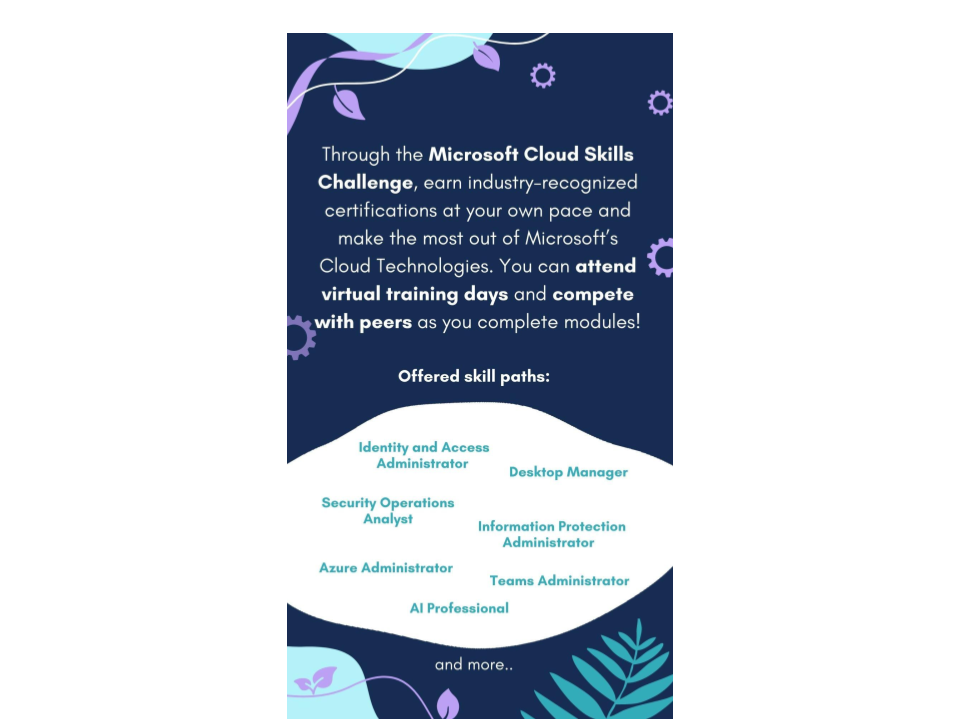 Through the Microsoft Cloud Skills
Challenge, earn industry-recognized
certifications at your own pace and
make the most out of Microsoft's
Cloud Technologies. You can attend
virtual training days and compete
with peers as you complete modules!
Offered skill paths:
Identity and Access
Administrator
Desktop Manager
Security Operations
Analyst
Information Protection
Administrator
Azure Administrator
Teams Administrator
AI Professional
and more..